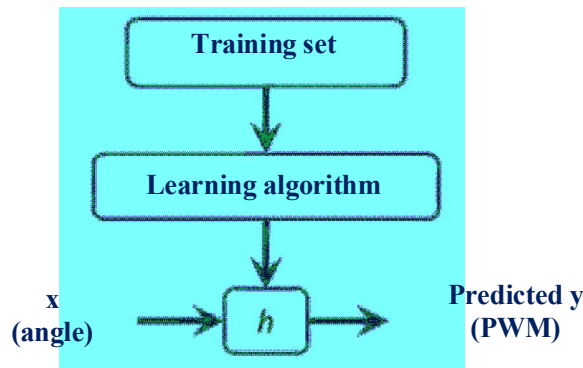 Training set
Learning algorithm
x
(angle)
h
Predicted y
(PWM)